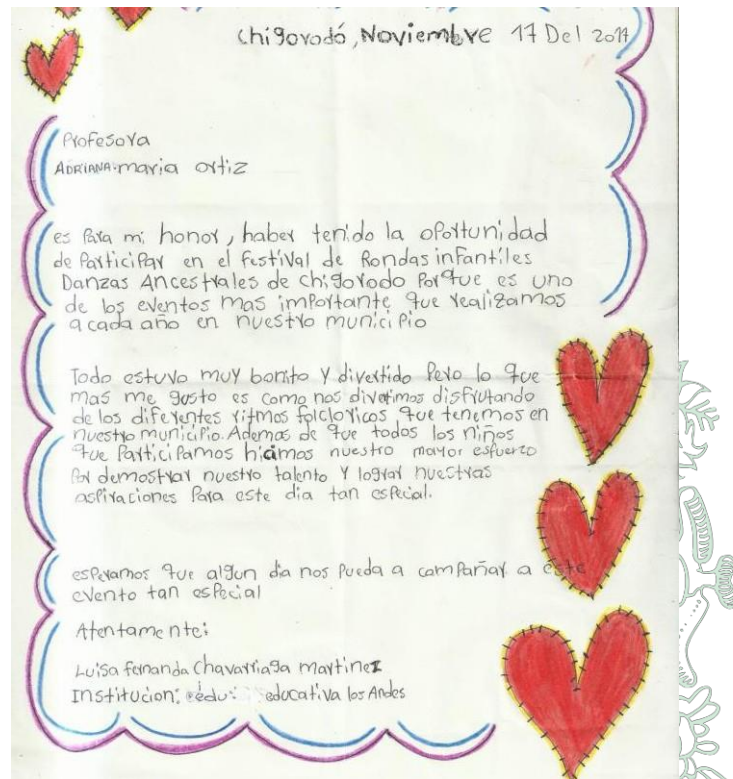 Chigorodó, Noviembre 17 Del 2017
Profesora
ADRIANA maria ortiz
es Para mi honor, haber tenido la oPortunidad
de ParticiPar en el festival de Rondas infantiles
Danzas Ancestrales de chigorodo Porque es uno
de los eventos mas imPortante que realizamos
acada año en nuestro municiPio
Todo estuvo muy bonito y divertido Pero lo que
mas me gusto es como nos divetimos disfrutando
de los diferentes ritmos folcloricos que tenemos en
nuestro municiPio. Ademas de que todos los niños
que ParticiPamos hiamos nuestro mayor esfuerzo
Por demostrar nuestro talento y lograr nuestras
asPiraciones Para este dia tan esPecial.
esPeramos que algun dia nos Pueda a comPañar a este
evento tan esPecial
Atentamente:
Luisa fernanda Chavarriaga martinez
Institucion: educativa los Andes